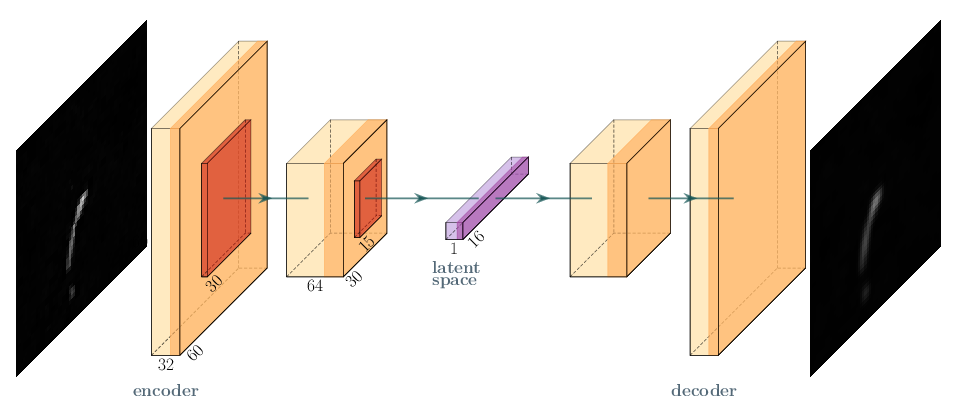 30
32
60
encoder
15
64
30
1
16
latent
space
decoder